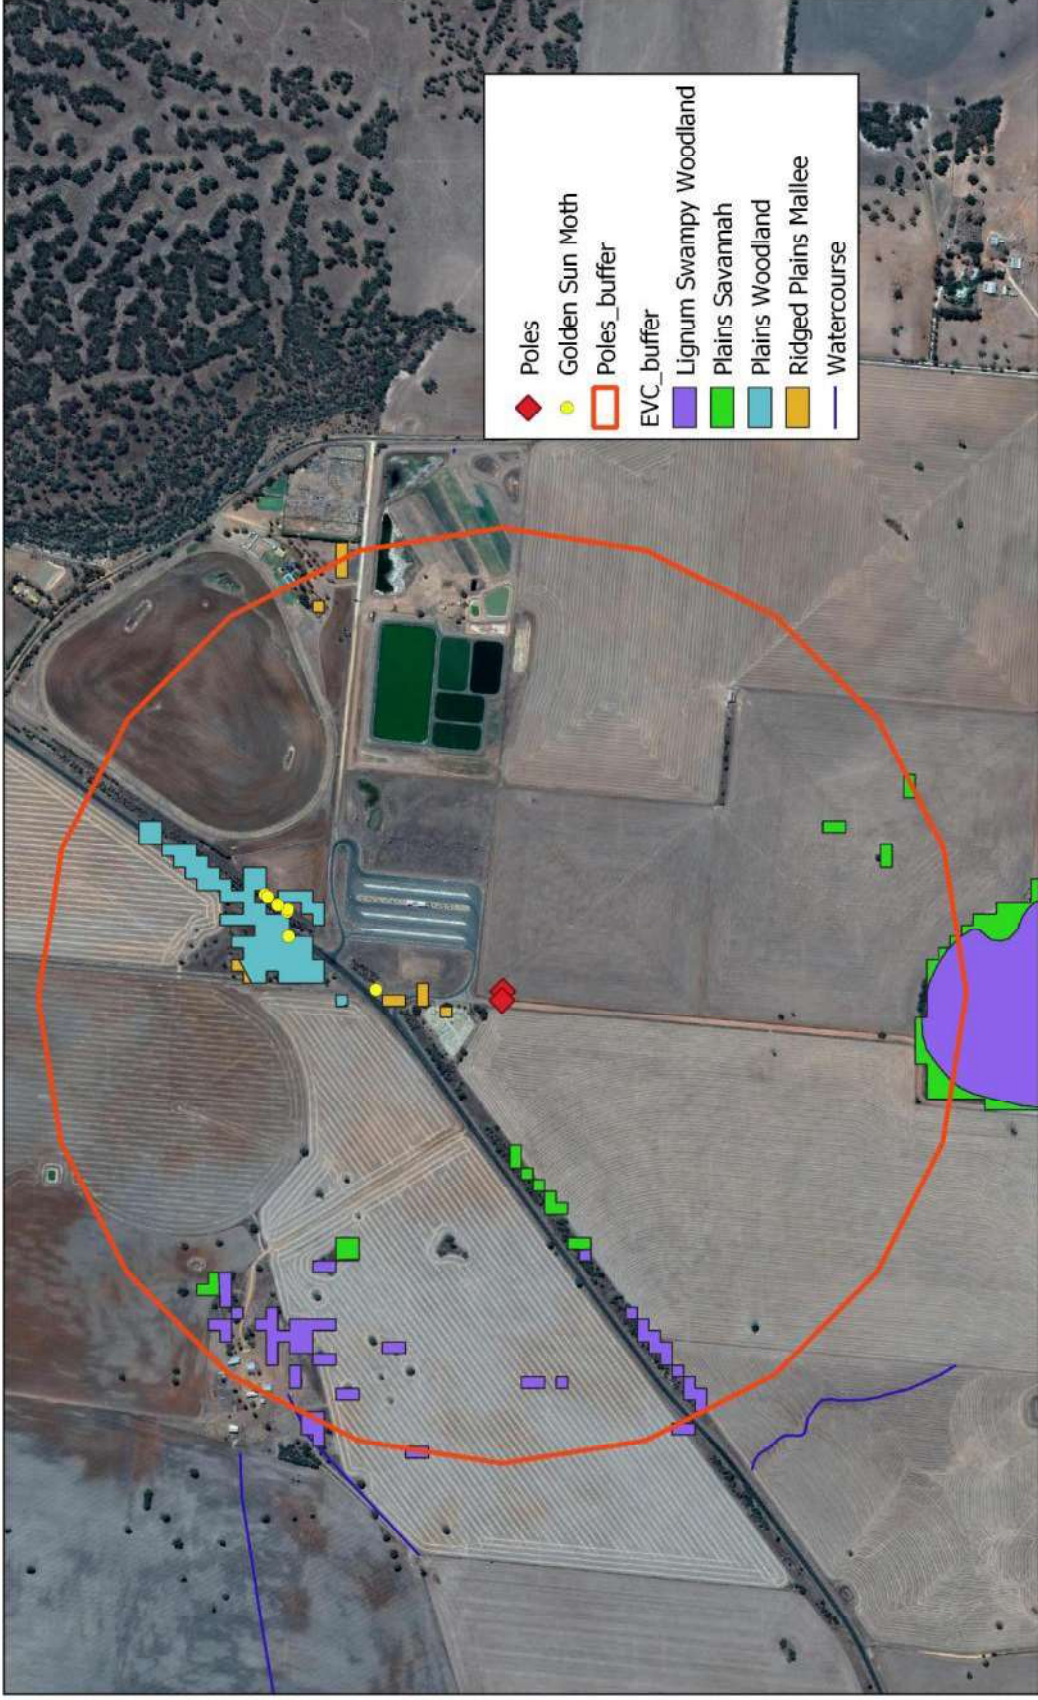 Poles
Golden Sun Moth
Poles_buffer
EVC_buffer
Lignum Swampy Woodland
Plains Savannah
Plains Woodland
Ridged Plains Mallee
Watercourse